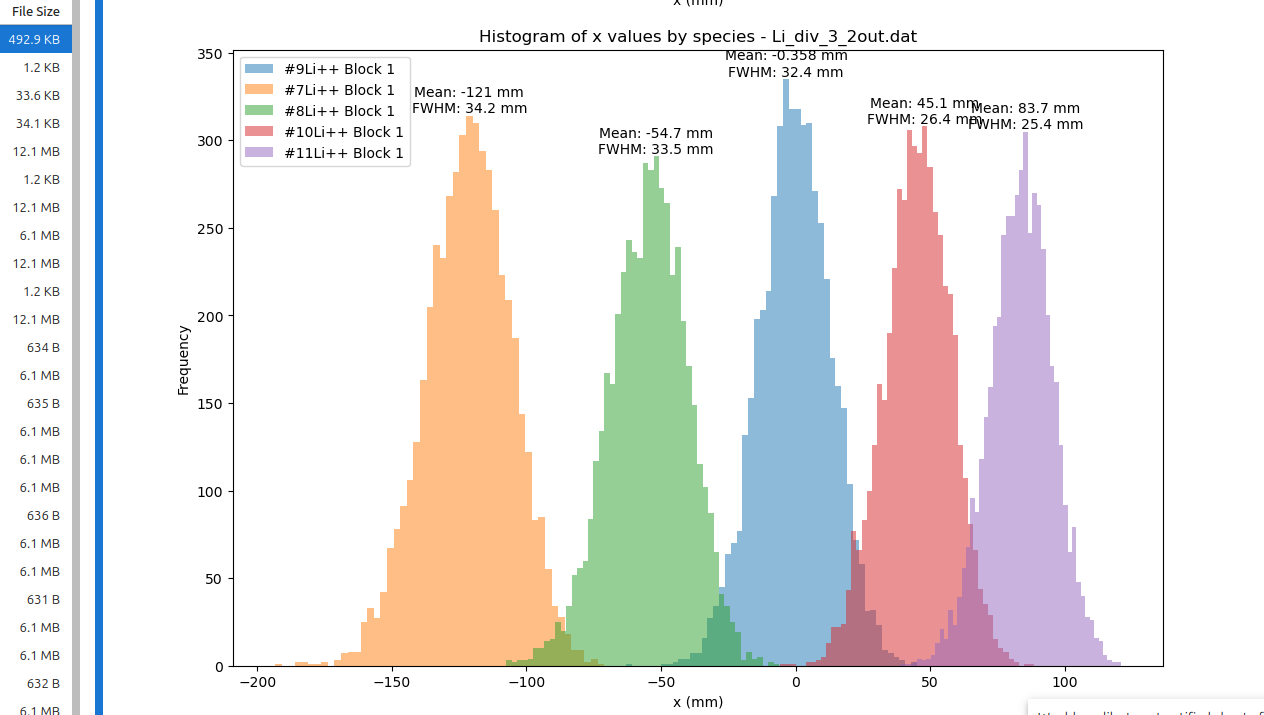 File Size
492.9 KB
1.2 KB
33.6 KB
34.1 KB
12.1 MB
1.2 KB
12.1 MB
6.1 MB
12.1 MB
1.2 KB
12.1 MB
634 B
6.1 MB
635 B
6.1 MB
6.1 MB
6.1 MB
636 B
6.1 MB
6.1 MB
631 B
6.1 MB
6.1 MB
632 B
6.1 MB
x (mm)
Histogram of x values by species - Li_div_3_2out.dat
#9Li++ Block 1
#7Li++ Block 1
#8Li++ Block 1
#10Li++ Block 1
#11Li++ Block 1
Mean: -121 mm
FWHM: 34.2 mm
Mean: -54.7 mm
FWHM: 33.5 mm
Mean: -0.358 mm
FWHM: 32.4 mm
Mean: 45.1 mm
FWHM: 26.4 mm
Mean: 83.7 mm
FWHM: 25.4 mm
Frequency
350
300
250
200
150
100
50
0
−200
−150
−100
−50
0
50
100
x (mm)